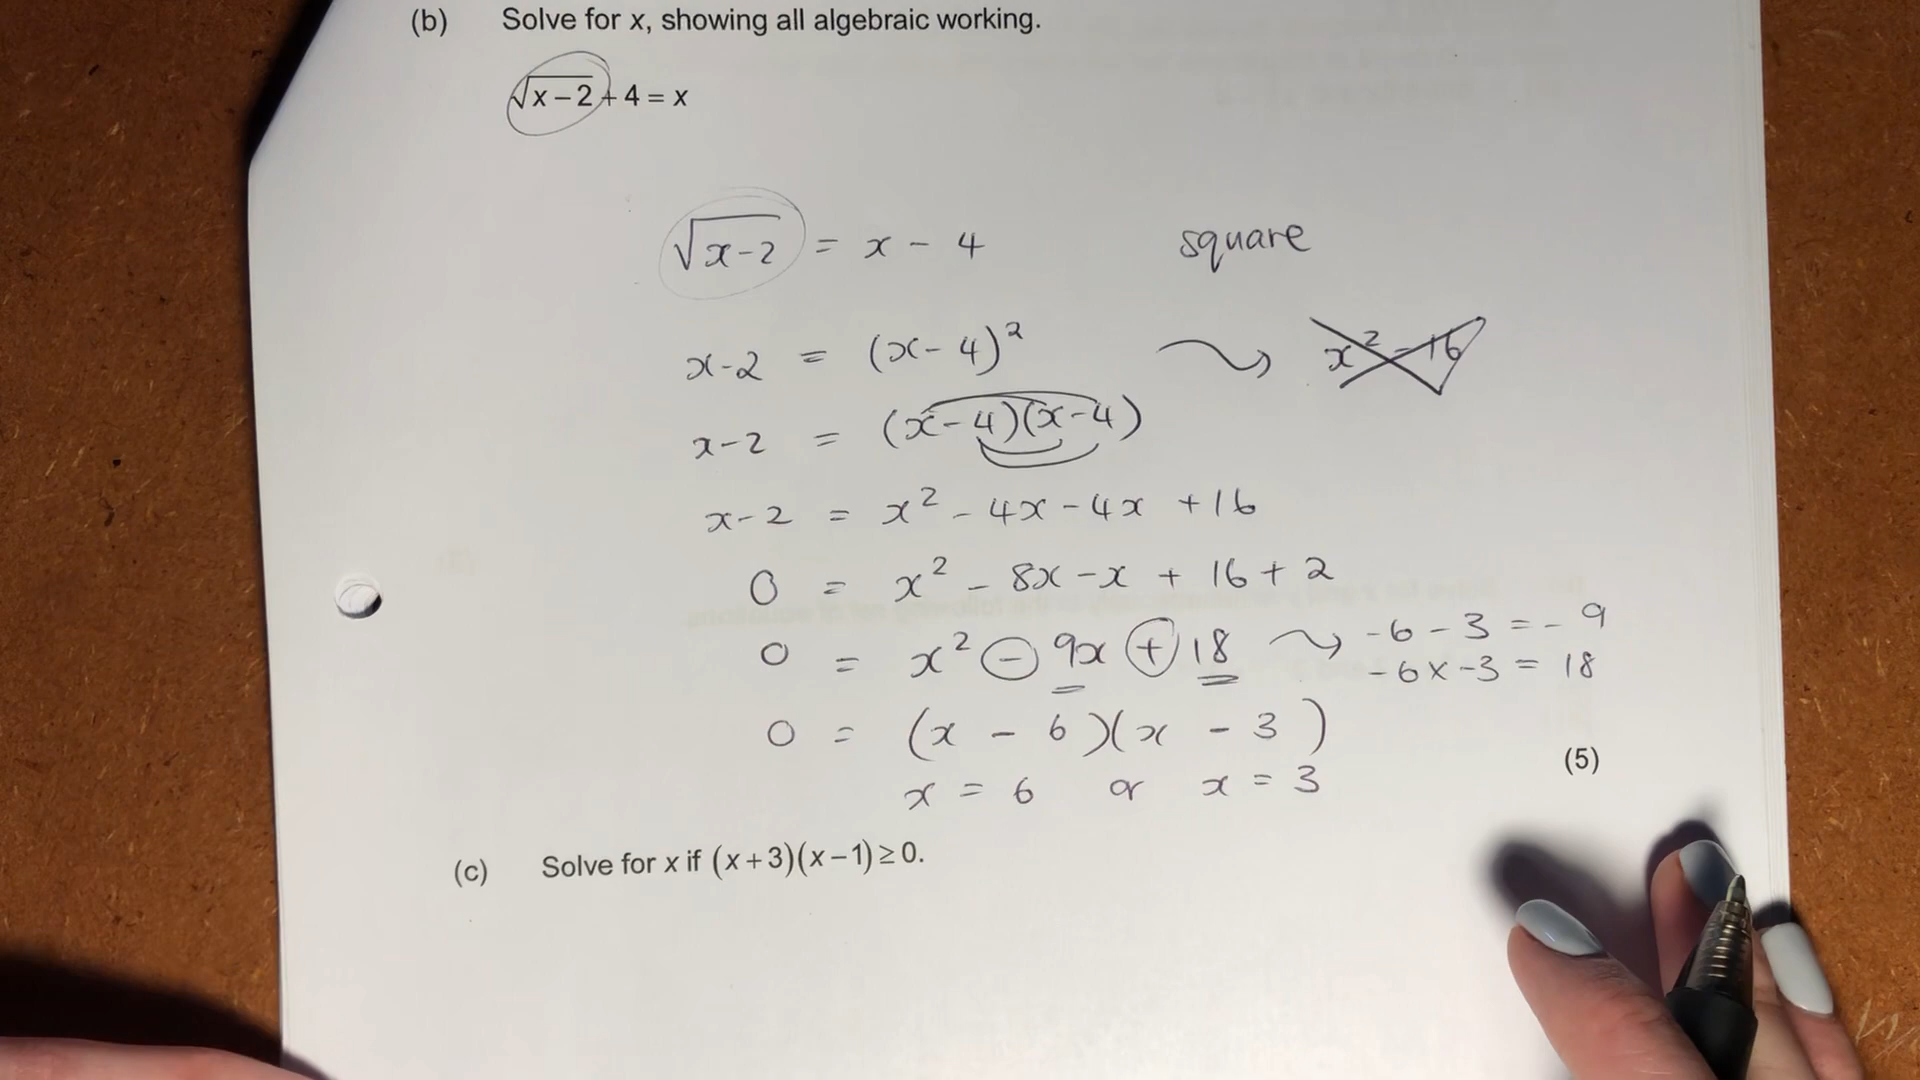 (b) Solve for x, showing all algebraic working.
√x−2 + 4 = x
√x-2 = x - 4 square
x-2 = (x-4)² x² - 16
x-2 = (x-4)(x-4)
x-2 = x² - 4x - 4x + 16
0 = x² - 8x - x + 16 + 2
0 = x² - 9x + 18 -6 - 3 = -9
-6 x -3 = 18
0 = (x - 6)(x - 3)
(5)
x = 6 or x = 3
(c) Solve for x if (x+3)(x−1) ≥ 0.